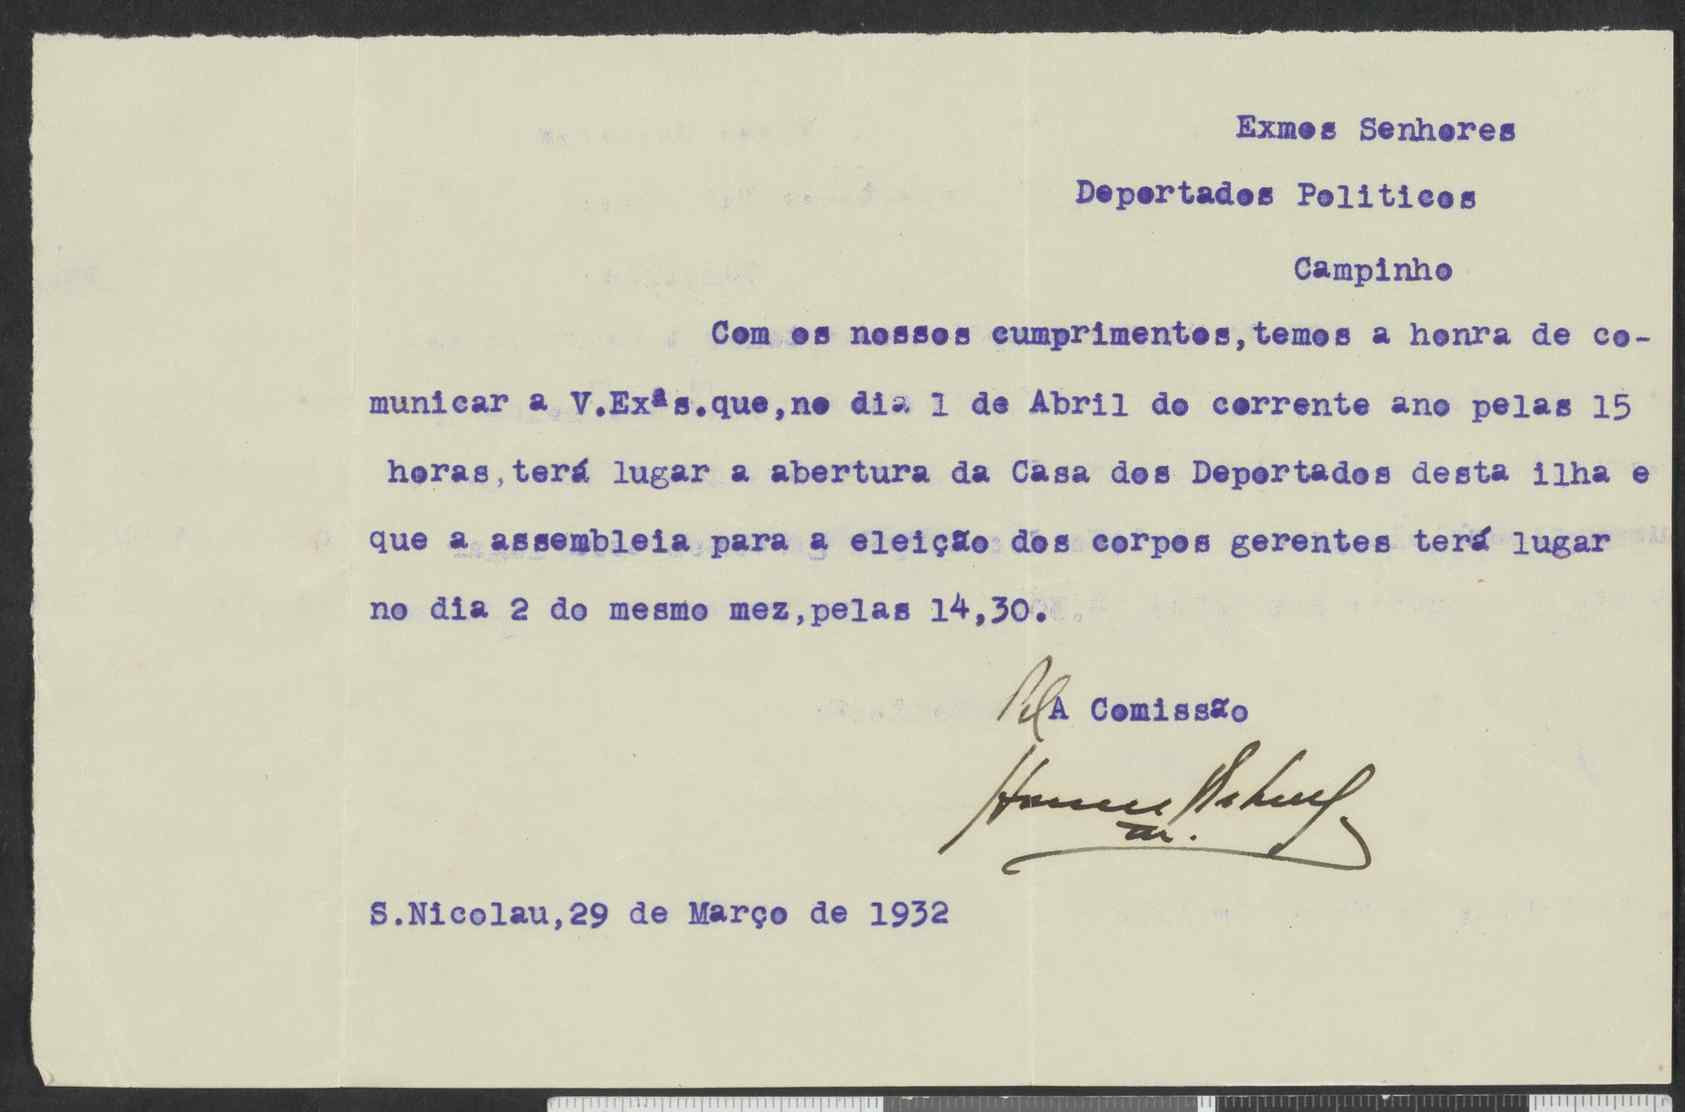 Exmos Senhores
Deportados Politicos
Campinho
Com os nossos cumprimentos,temos a honra de co-
municar a V.Exªs.que,no dia 1 de Abril do corrente ano pelas 15
horas,terá lugar a abertura da Casa dos Deportados desta ilha e
que a assembleia para a eleição dos corpos gerentes terá lugar
no dia 2 do mesmo mez,pelas 14,30.
Pel A Comissão
S.Nicolau,29 de Março de 1932